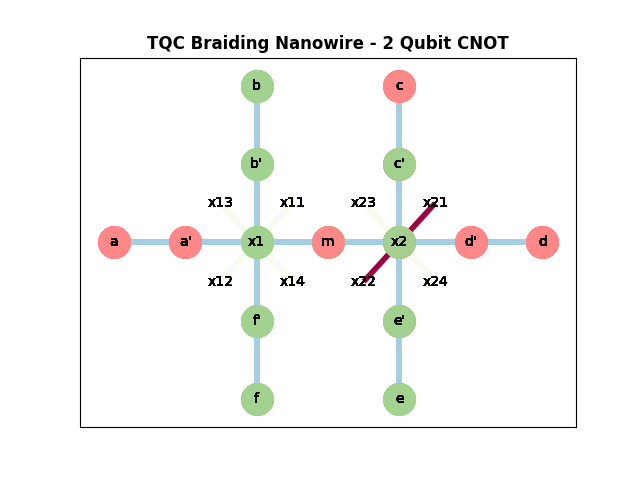 TQC Braiding Nanowire - 2 Qubit CNOT
b c
b' c'
x13 x11 x23 x21
a a' x1 m x2 d' d
x12 x14 x22 x24
f' e'
f e